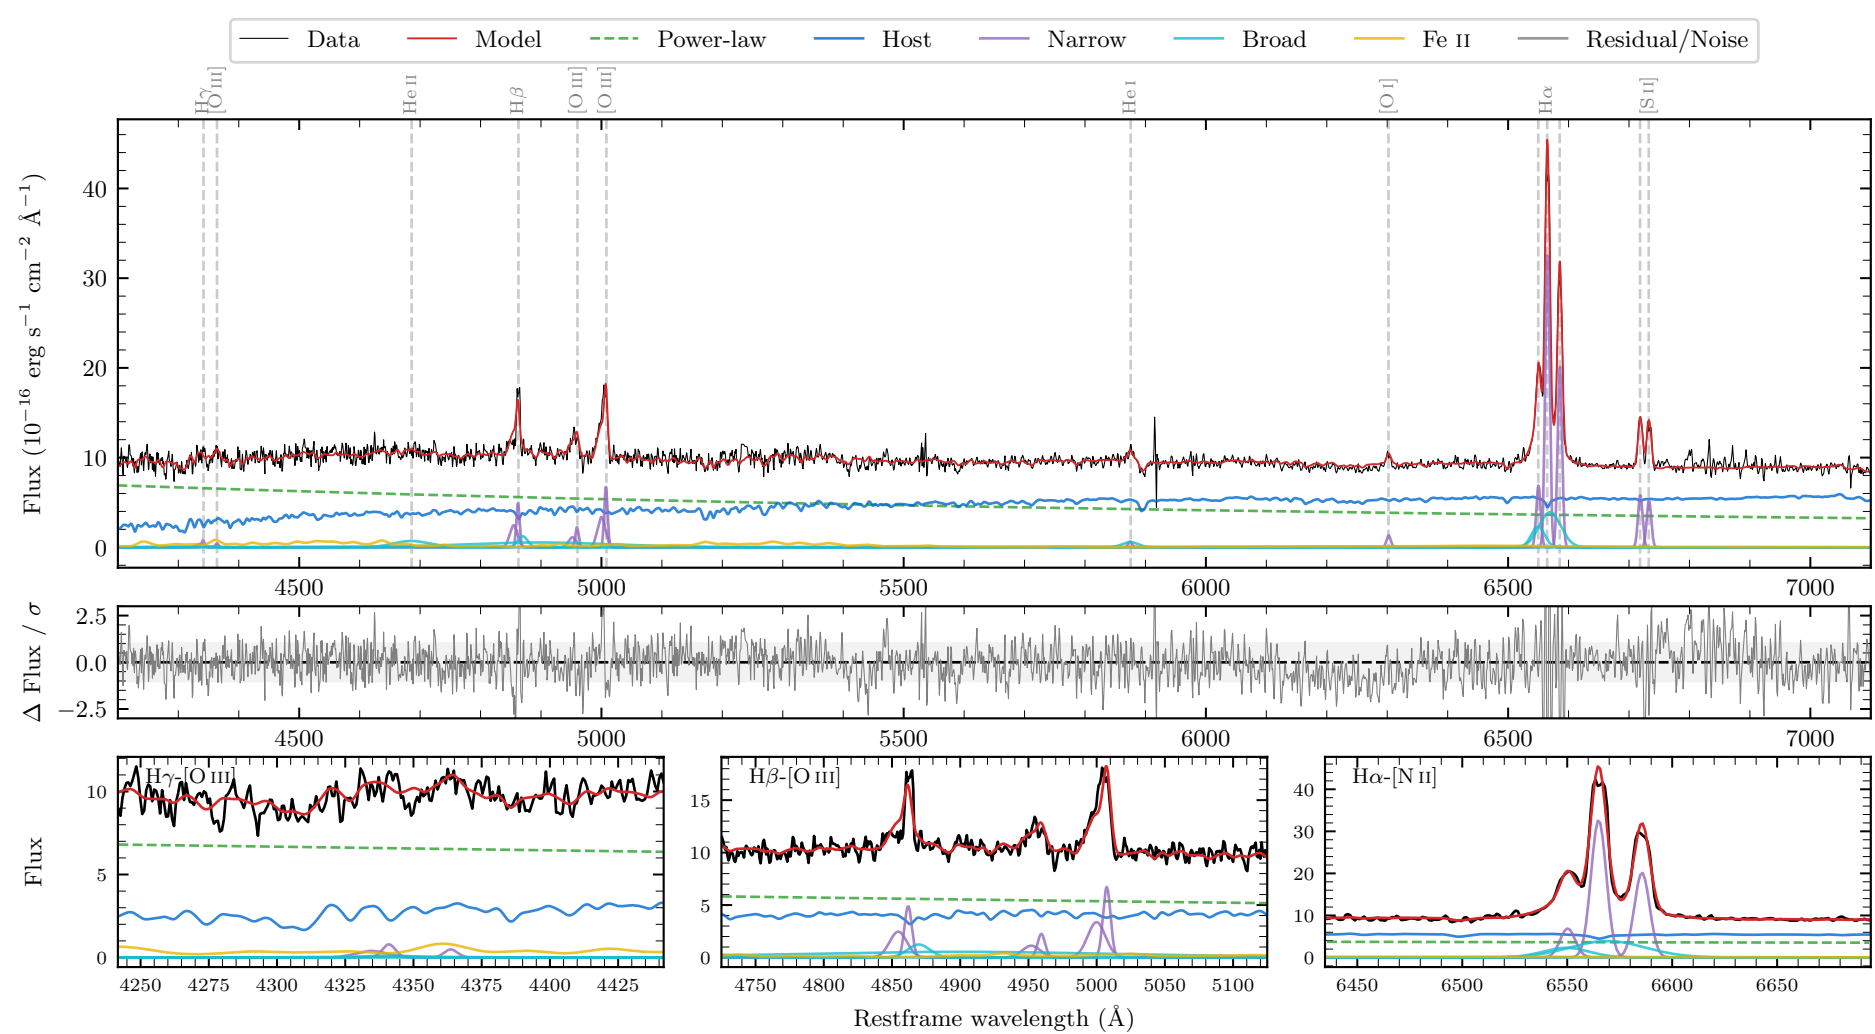 Data Model Power-law Host Narrow Broad Fe II Residual/Noise
Hγ [O III] He II Hβ [O III] [O III] He I [O I] Hα [S II]
Flux (10−16 erg s−1 cm−2 Å−1)
40
30
20
10
0
4500 5000 5500 6000 6500 7000
Δ Flux / σ
2.5
0.0
−2.5
4500 5000 5500 6000 6500 7000
Flux
Hγ-[O III]
10
5
0
4250 4275 4300 4325 4350 4375 4400 4425
Hβ-[O III]
15
10
5
0
4750 4800 4850 4900 4950 5000 5050 5100
Hα-[N II]
40
30
20
10
0
6450 6500 6550 6600 6650
Restframe wavelength (Å)